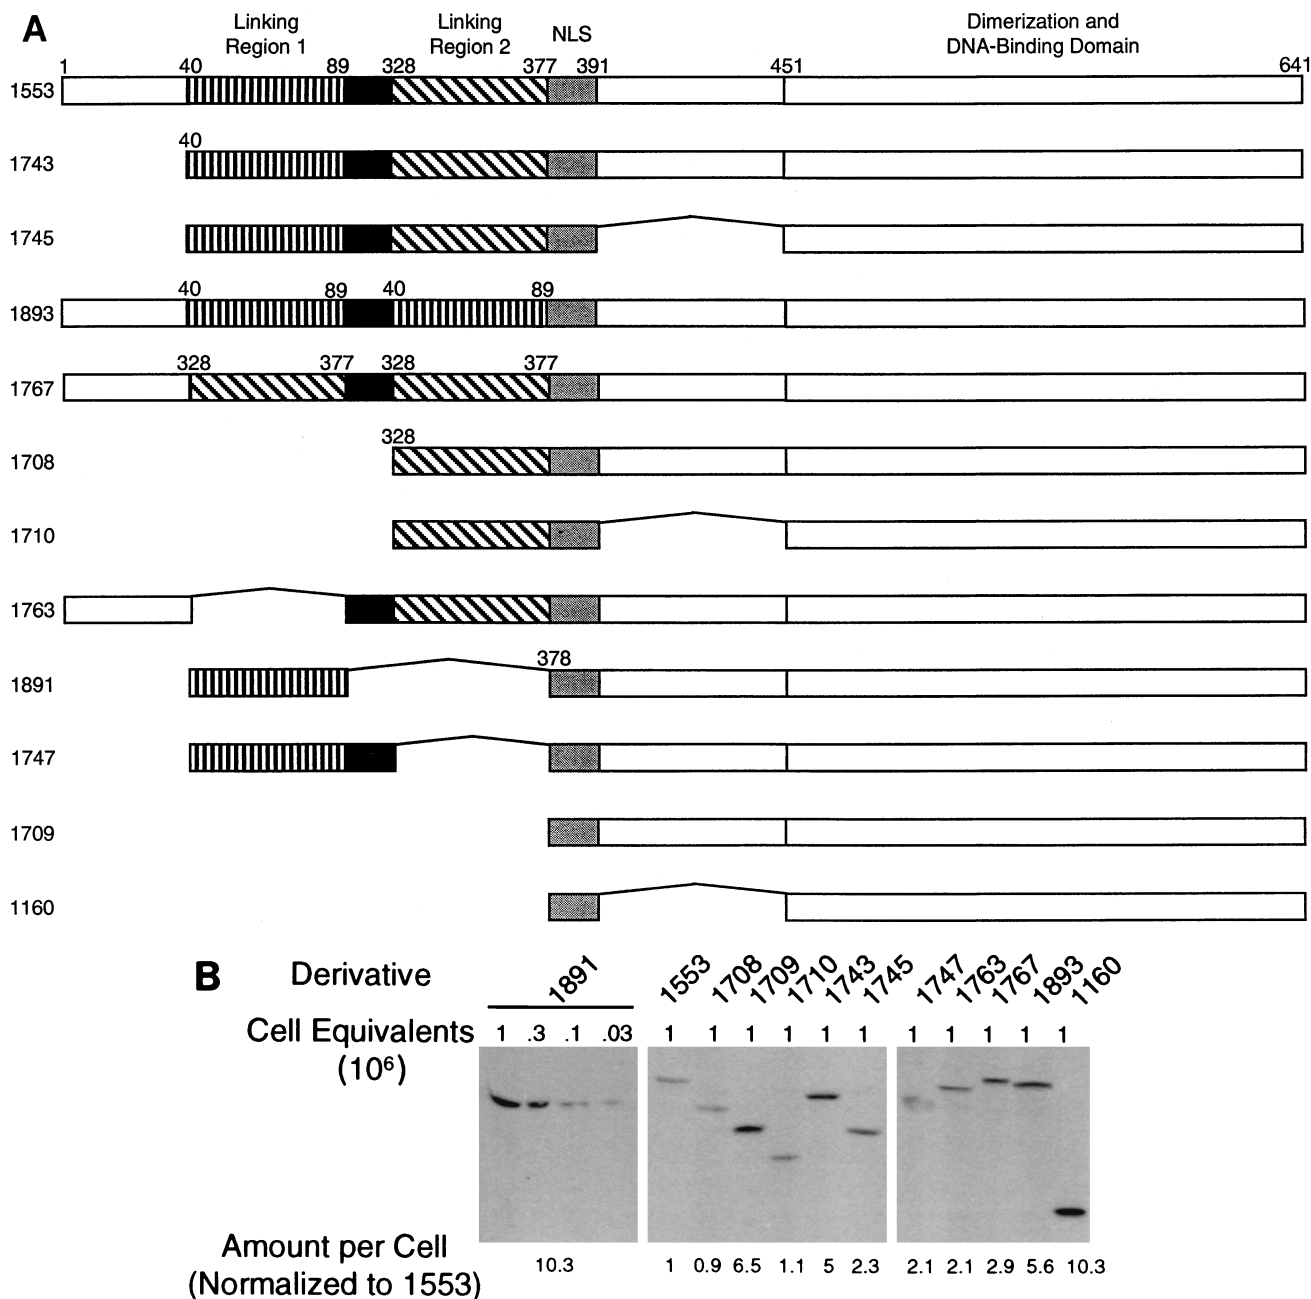 A
Linking Region 1
Linking Region 2
NLS
Dimerization and DNA-Binding Domain
1 40 89 328 377 391 451 641
1553
40
1743
1745
40 89 40 89
1893
328 377 328 377
1767
328
1708
1710
1763
378
1891
1747
1709
1160
B
Derivative 1891 1553 1708 1709 1710 1743 1745 1747 1763 1767 1893 1160
Cell Equivalents 1 .3 .1 .03 1 1 1 1 1 1 1 1 1 1 1
(10⁶)
Amount per Cell
(Normalized to 1553) 10.3 1 0.9 6.5 1.1 5 2.3 2.1 2.1 2.9 5.6 10.3